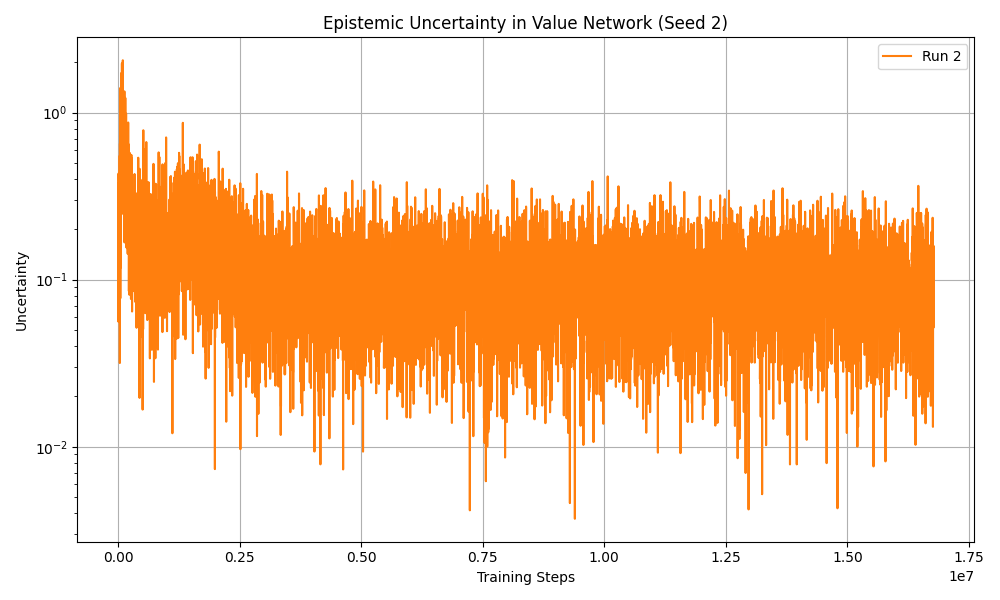 Epistemic Uncertainty in Value Network (Seed 2)
Run 2
Uncertainty
10^0
10^-1
10^-2
0.00 0.25 0.50 0.75 1.00 1.25 1.50 1.75
1e7
Training Steps